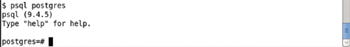 $ psql postgres
psql (9.4.5)
Type "help" for help.
postgres=#